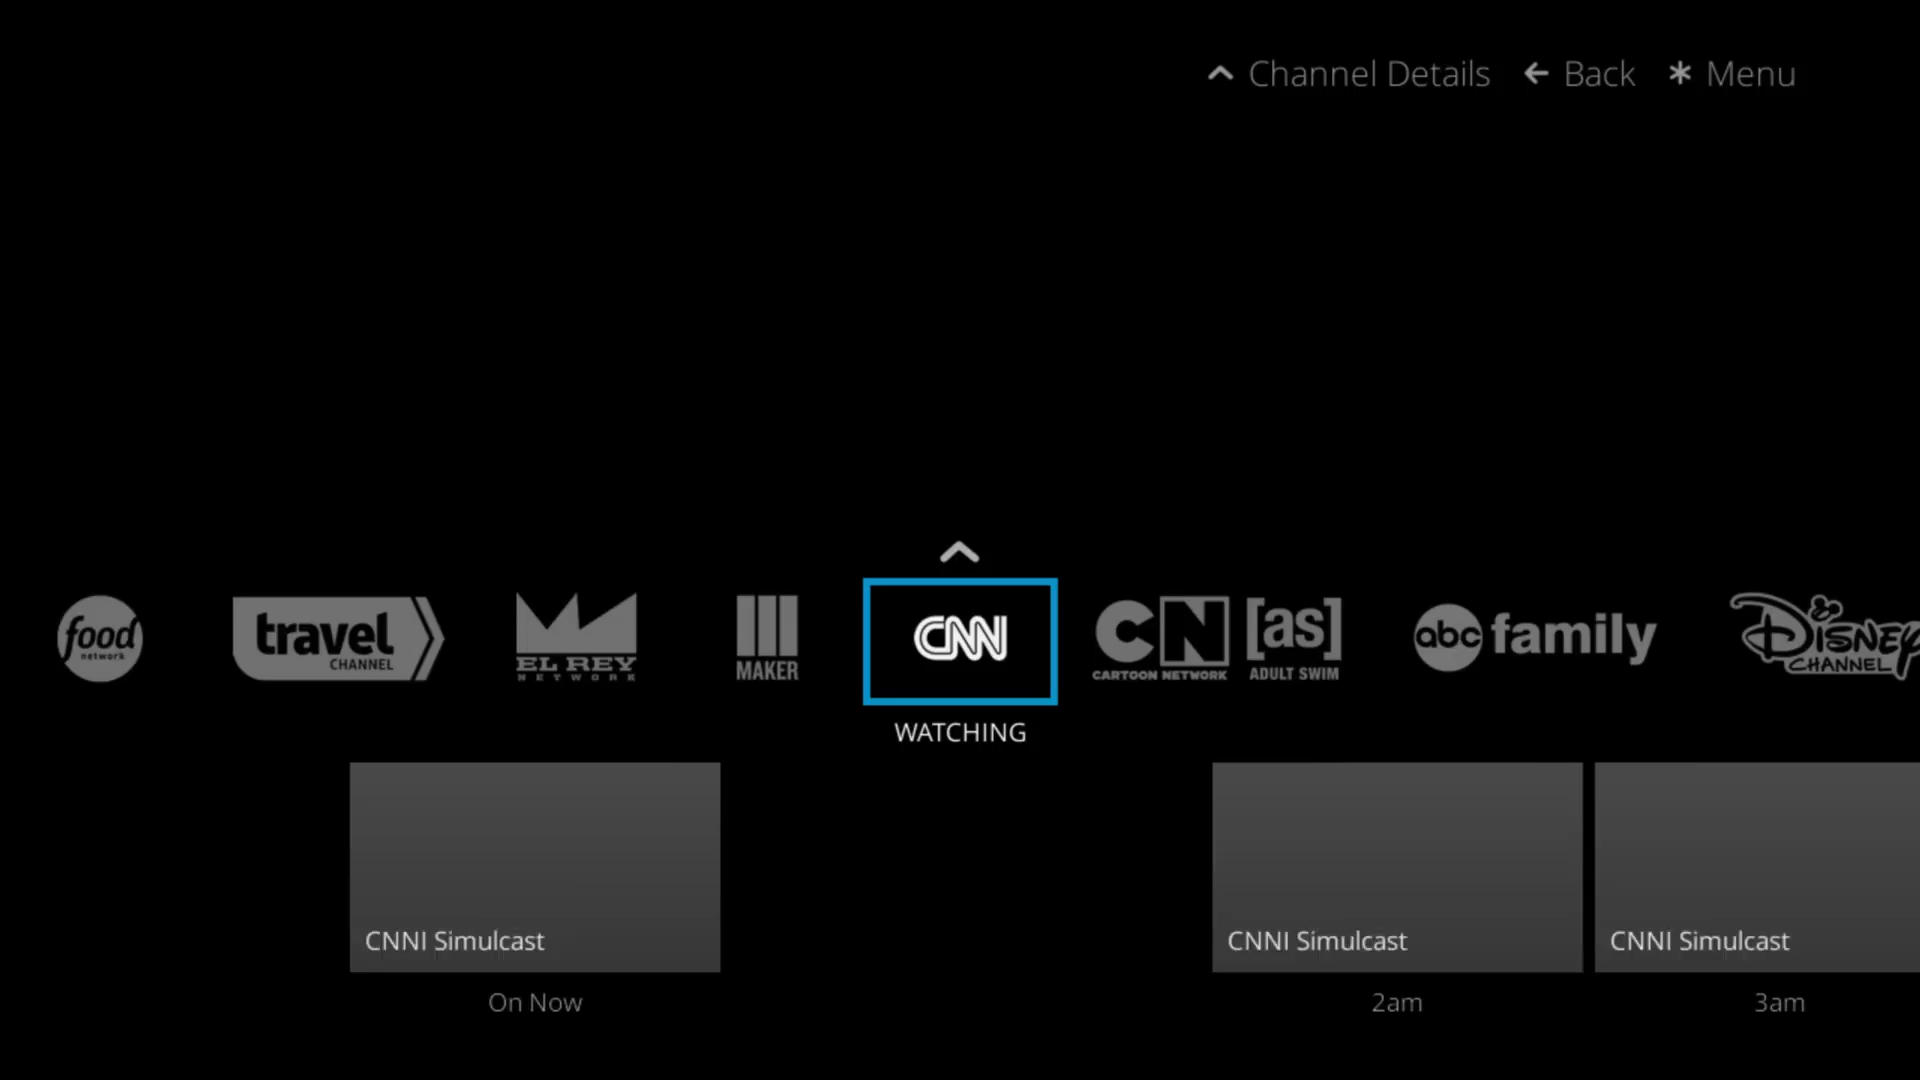 Channel Details Back * Menu
food network
travel CHANNEL
EL REY NETWORK
MAKER
CNN
CN CARTOON NETWORK
[as] ADULT SWIM
abc family
DISNEY CHANNEL
WATCHING
CNNI Simulcast
CNNI Simulcast
CNNI Simulcast
On Now
2am
3am